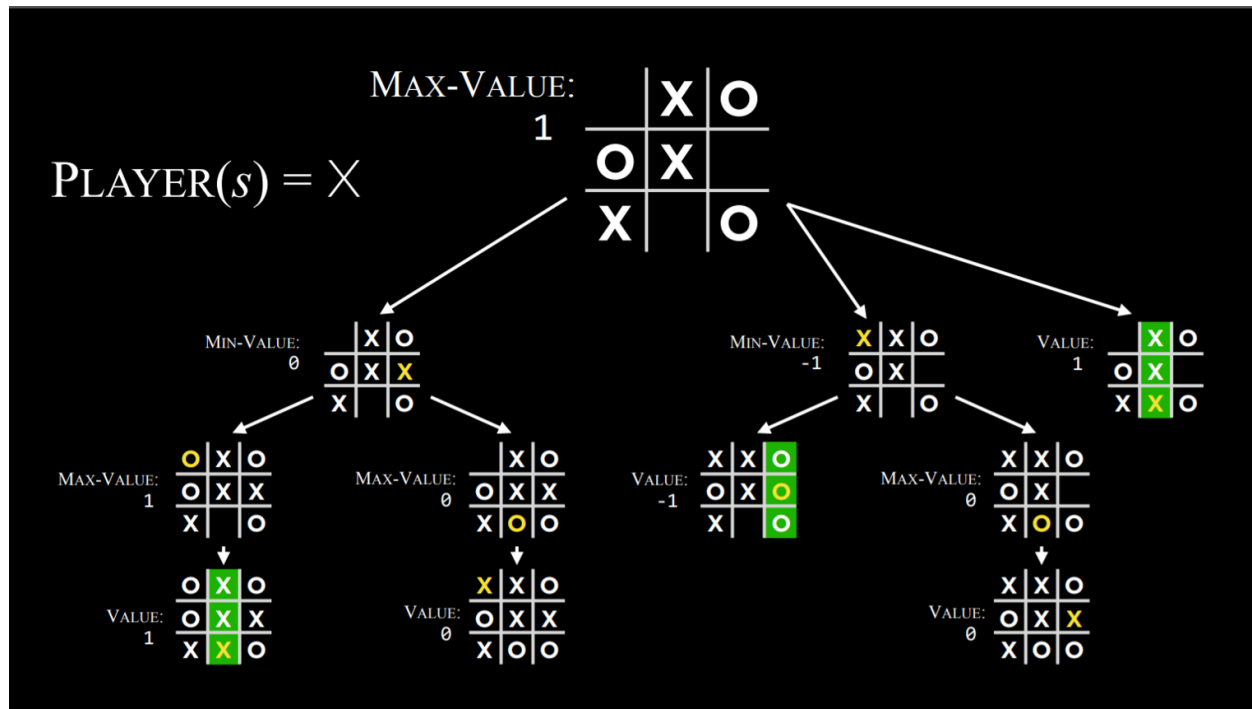 MAX-VALUE:
1
X O
O X
X O
PLAYER(s) = X
MIN-VALUE:
0
X O
O X X
X O
MIN-VALUE:
-1
X X O
O X
X O
VALUE:
1
X O
O X
X X O
MAX-VALUE:
1
O X O
O X X
X O
MAX-VALUE:
0
X O
O X X
X O O
VALUE:
-1
X X O
O X O
X O
MAX-VALUE:
0
X X O
O X
X O O
VALUE:
1
O X O
O X X
X X O
VALUE:
0
X X O
O X X
X O O
VALUE:
0
X X O
O X X
X O O